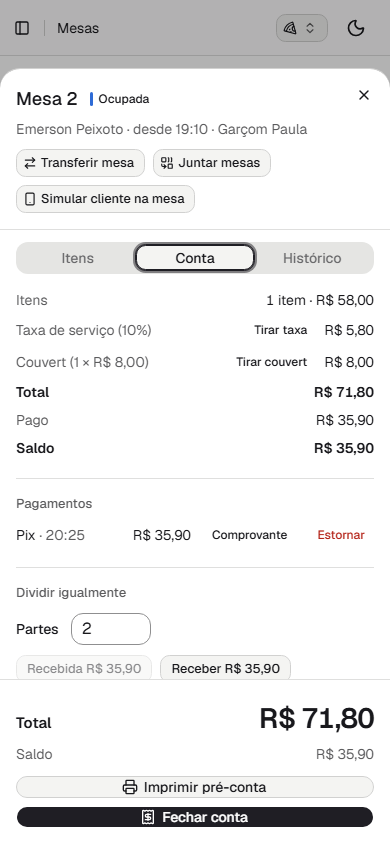 Mesas
Mesa 2 Ocupada
Emerson Peixoto · desde 19:10 · Garçom Paula
Transferir mesa Juntar mesas
Simular cliente na mesa
Itens Conta Histórico
Itens 1 item · R$ 58,00
Taxa de serviço (10%) Tirar taxa R$ 5,80
Couvert (1 × R$ 8,00) Tirar couvert R$ 8,00
Total R$ 71,80
Pago R$ 35,90
Saldo R$ 35,90
Pagamentos
Pix · 20:25 R$ 35,90 Comprovante Estornar
Dividir igualmente
Partes 2
Recebida R$ 35,90 Receber R$ 35,90
Total R$ 71,80
Saldo R$ 35,90
Imprimir pré-conta
Fechar conta